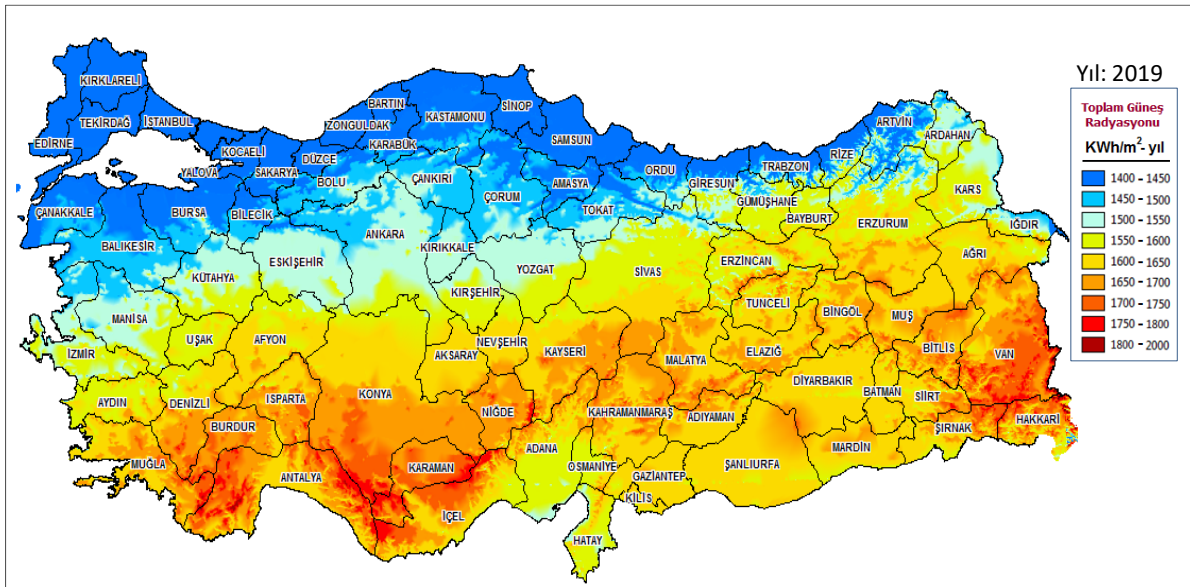 KIRKLARELİ
EDİRNE
TEKİRDAĞ
İSTANBUL
KOCAELİ
YALOVA
SAKARYA
DÜZCE
BOLU
ZONGULDAK
BARTIN
KARABÜK
KASTAMONU
SİNOP
SAMSUN
ÇANKIRI
ÇORUM
AMASYA
TOKAT
ORDU
GİRESUN
TRABZON
GÜMÜŞHANE
BAYBURT
RİZE
ARTVİN
ARDAHAN
KARS
IĞDIR
ERZURUM
AĞRI
ÇANAKKALE
BALIKEŞİR
BURSA
BİLECİK
KÜTAHYA
ESKİŞEHİR
ANKARA
KIRIKKALE
YOZGAT
KIRŞEHİR
SİVAS
ERZİNCAN
TUNCELİ
BİNGÖL
MUŞ
BİTLİS
VAN
MANİSA
İZMİR
UŞAK
AFYON
AKSARAY
NEVŞEHİR
KAYSERİ
MALATYA
ELAZIĞ
DİYARBAKIR
BATMAN
SİİRT
ŞIRNAK
HAKKARİ
AYDIN
DENİZLİ
ISPARTA
BURDUR
KONYA
NİĞDE
KAHRAMANMARAŞ
ADIYAMAN
MARDİN
ŞANLIURFA
MUĞLA
ANTALYA
KARAMAN
İÇEL
ADANA
OSMANİYE
GAZİANTEP
KİLİS
HATAY
Yıl: 2019
Toplam Güneş
Radyasyonu
KWh/m²- yıl
1400 - 1450
1450 - 1500
1500 - 1550
1550 - 1600
1600 - 1650
1650 - 1700
1700 - 1750
1750 - 1800
1800 - 2000